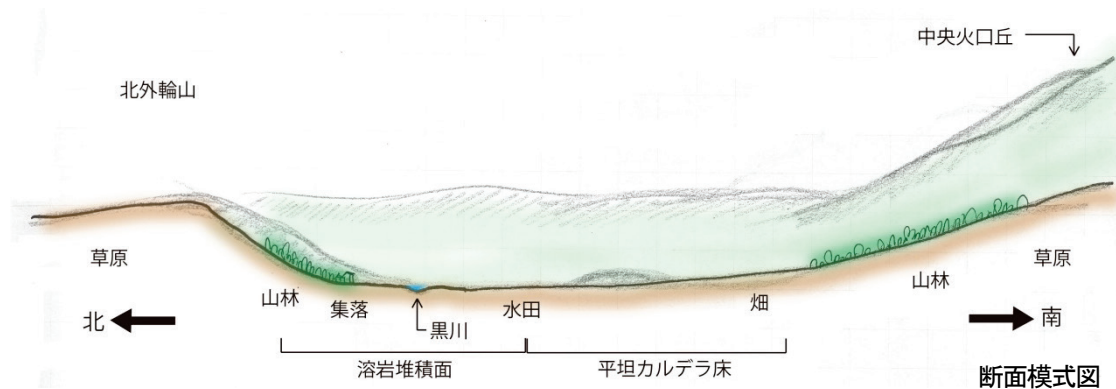 中央火口丘
北外輪山
草原
山林
集落
黒川
水田
畑
山林
草原
北
南
溶岩堆積面
平坦カルデラ床
断面模式図